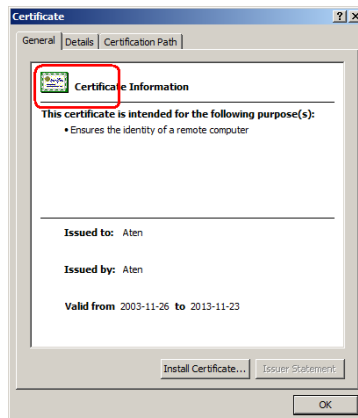 Certificate
General Details Certification Path
Certificate Information
This certificate is intended for the following purpose(s):
• Ensures the identity of a remote computer
Issued to: Aten
Issued by: Aten
Valid from 2003-11-26 to 2013-11-23
Install Certificate... Issuer Statement
OK